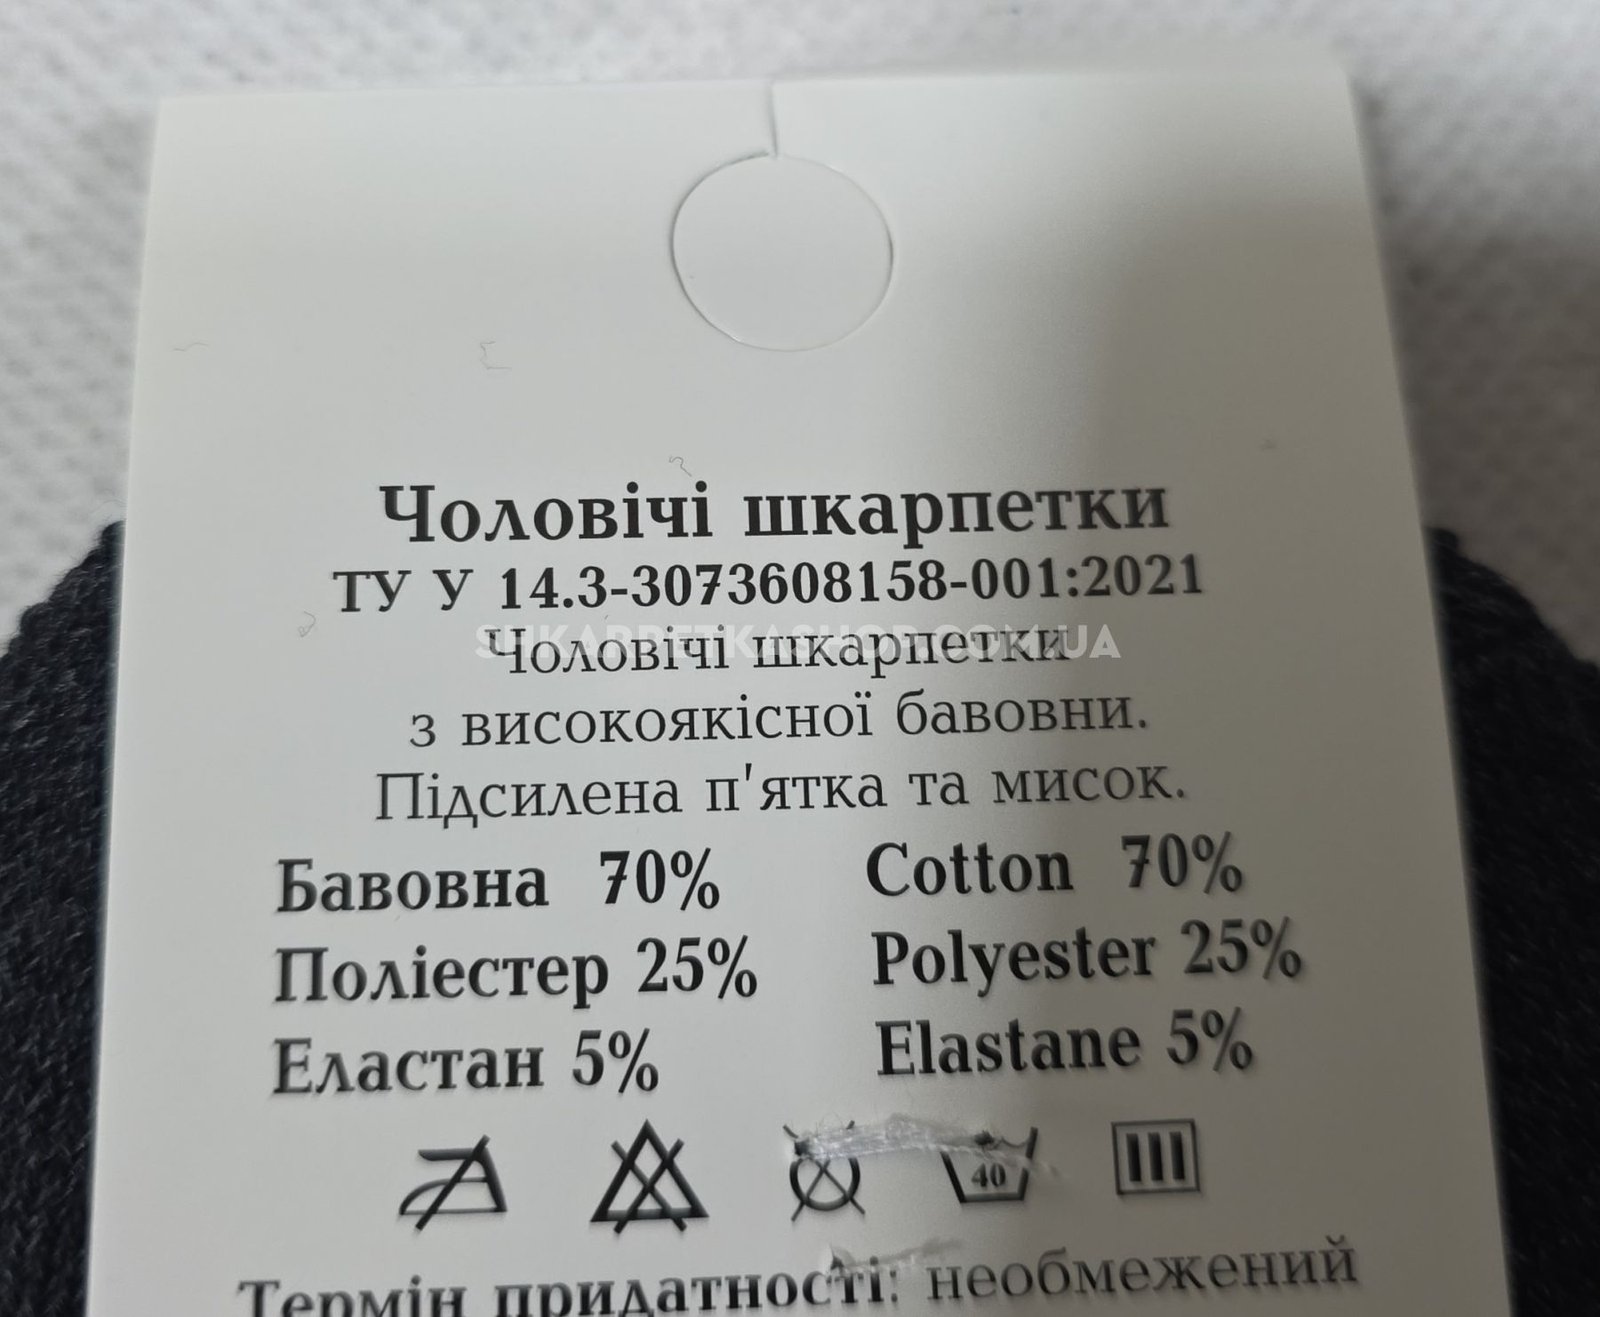 Чоловічі шкарпетки
ТУ У 14.3-3073608158-001:2021
SHKARPETKASHOP.COM.UA
Чоловічі шкарпетки
з високоякісної бавовни.
Підсилена п'ятка та мисок.
Бавовна 70% Cotton 70%
Поліестер 25% Polyester 25%
Еластан 5% Elastane 5%
40
Термін придатності: необмежений